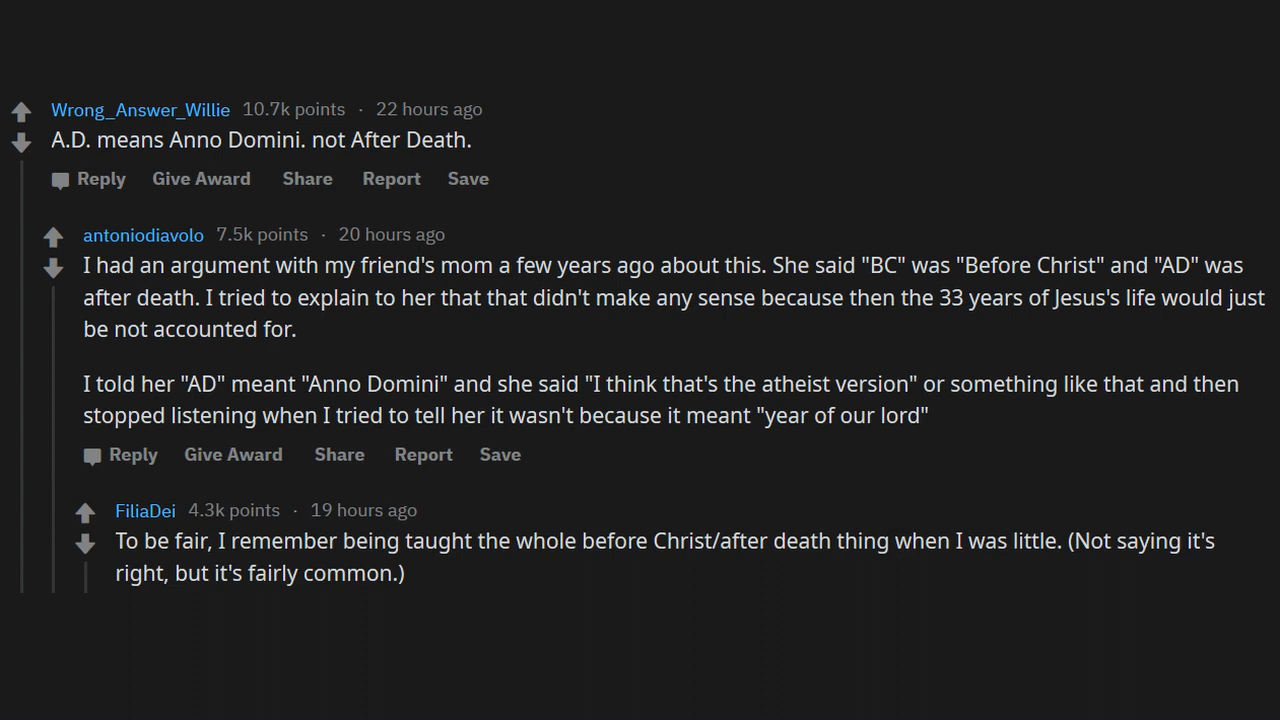 Wrong_Answer_Willie 10.7k points · 22 hours ago
A.D. means Anno Domini. not After Death.
Reply Give Award Share Report Save
antoniodiavolo 7.5k points · 20 hours ago
I had an argument with my friend's mom a few years ago about this. She said "BC" was "Before Christ" and "AD" was
after death. I tried to explain to her that that didn't make any sense because then the 33 years of Jesus's life would just
be not accounted for.
I told her "AD" meant "Anno Domini" and she said "I think that's the atheist version" or something like that and then
stopped listening when I tried to tell her it wasn't because it meant "year of our lord"
Reply Give Award Share Report Save
FiliaDei 4.3k points · 19 hours ago
To be fair, I remember being taught the whole before Christ/after death thing when I was little. (Not saying it's
right, but it's fairly common.)